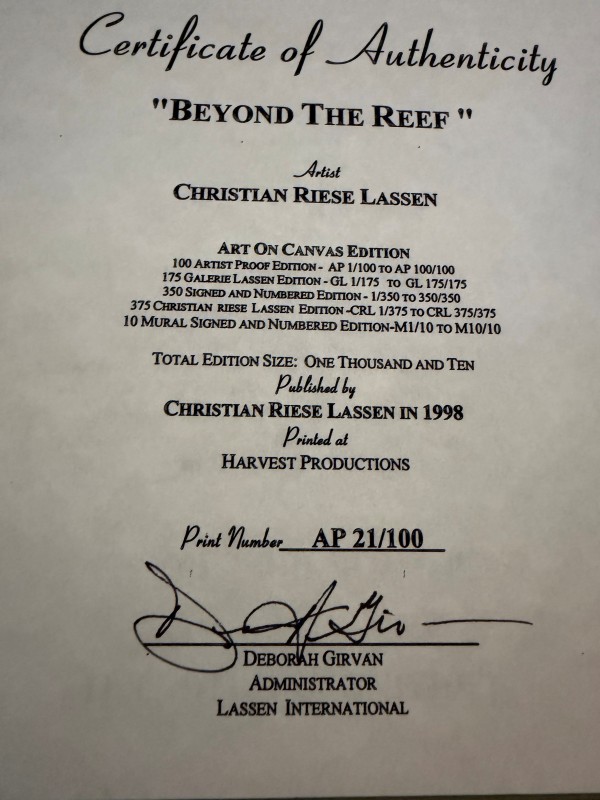 Certificate of Authenticity
"BEYOND THE REEF "
Artist
CHRISTIAN RIESE LASSEN
ART ON CANVAS EDITION
100 ARTIST PROOF EDITION - AP 1/100 TO AP 100/100
175 GALERIE LASSEN EDITION - GL 1/175 TO GL 175/175
350 SIGNED AND NUMBERED EDITION - 1/350 TO 350/350
375 CHRISTIAN RIESE LASSEN EDITION -CRL 1/375 TO CRL 375/375
10 MURAL SIGNED AND NUMBERED EDITION-M1/10 TO M10/10
TOTAL EDITION SIZE: ONE THOUSAND AND TEN
Published by
CHRISTIAN RIESE LASSEN IN 1998
Printed at
HARVEST PRODUCTIONS
Print Number AP 21/100
DEBORAH GIRVAN
ADMINISTRATOR
LASSEN INTERNATIONAL